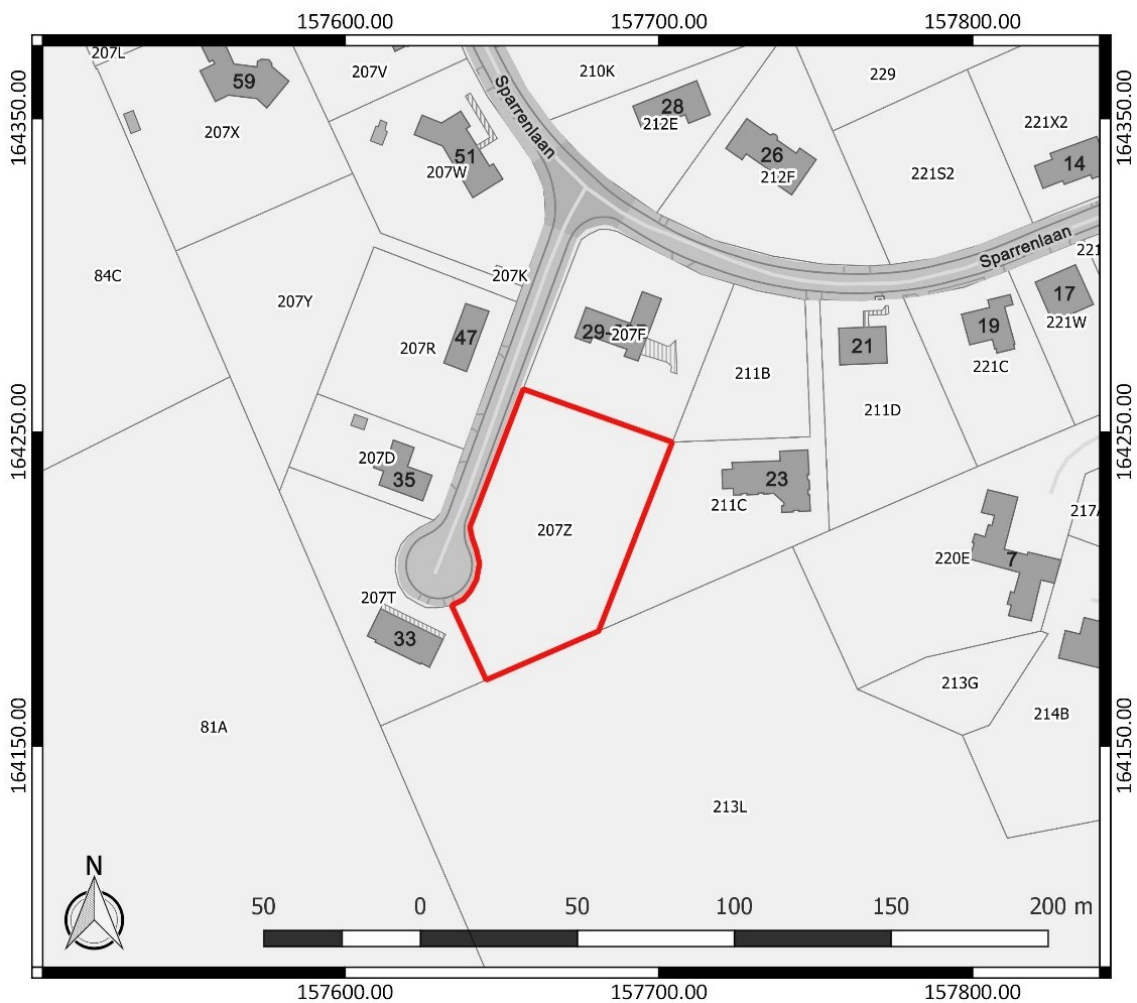 157600.00 157700.00 157800.00
164350.00
164350.00
207L
59
207V
210K
229
Sparrenlaan
28
212E
221X2
207X
51
207W
26
212F
14
221S2
Sparrenlaan
221
84C
207K
207Y
17
221W
47
207R
29-
207F
21
19
221C
211B
211D
164250.00
164250.00
207D
35
23
211C
217A
207Z
220E
7
207T
33
213G
214B
81A
164150.00
164150.00
213L
N
50 0 50 100 150 200 m
157600.00 157700.00 157800.00